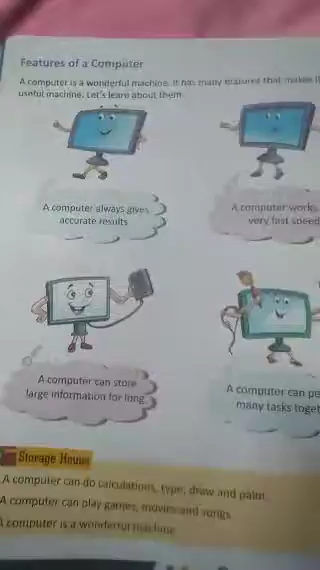 Features of a Computer
A computer is a wonderful machine. It has many features that makes it
useful machine. Let's learn about them.
A computer always gives
accurate results
A computer works
very fast speed
A computer can store
large information for long
A computer can pe
many tasks toget
Storage House
A computer can do calculations, type, draw and paint.
A computer can play games, movies and songs.
A computer is a wonderful machine